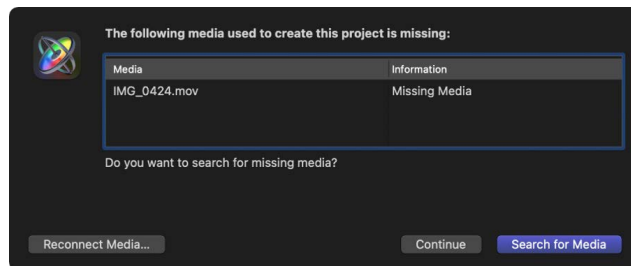 The following media used to create this project is missing:
Media Information
IMG_0424.mov Missing Media
Do you want to search for missing media?
Reconnect Media... Continue Search for Media